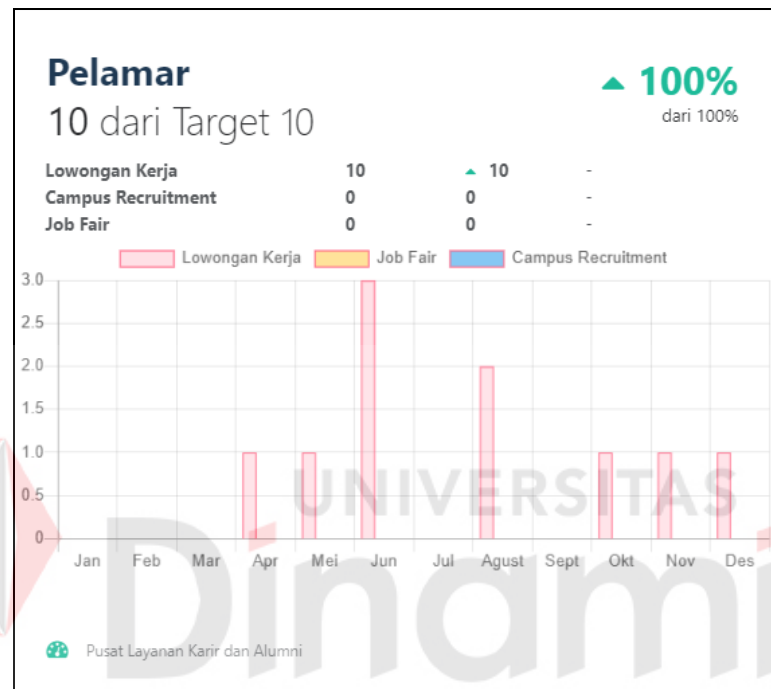 Pelamar
▲ 100%
10 dari Target 10
dari 100%
Lowongan Kerja 10 ▲ 10 -
Campus Recruitment 0 0 -
Job Fair 0 0 -
Lowongan Kerja Job Fair Campus Recruitment
3.0
2.5
2.0
1.5
1.0
0.5
0
Jan Feb Mar Apr Mei Jun Jul Agust Sept Okt Nov Des
UNIVERSITAS
Dinami
Pusat Layanan Karir dan Alumni